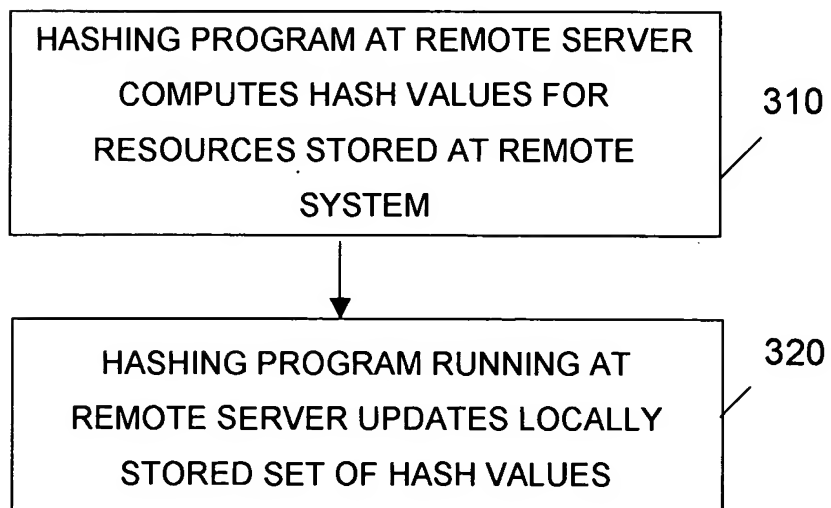 HASHING PROGRAM AT REMOTE SERVER
COMPUTES HASH VALUES FOR
RESOURCES STORED AT REMOTE
SYSTEM
310
HASHING PROGRAM RUNNING AT
REMOTE SERVER UPDATES LOCALLY
STORED SET OF HASH VALUES
320